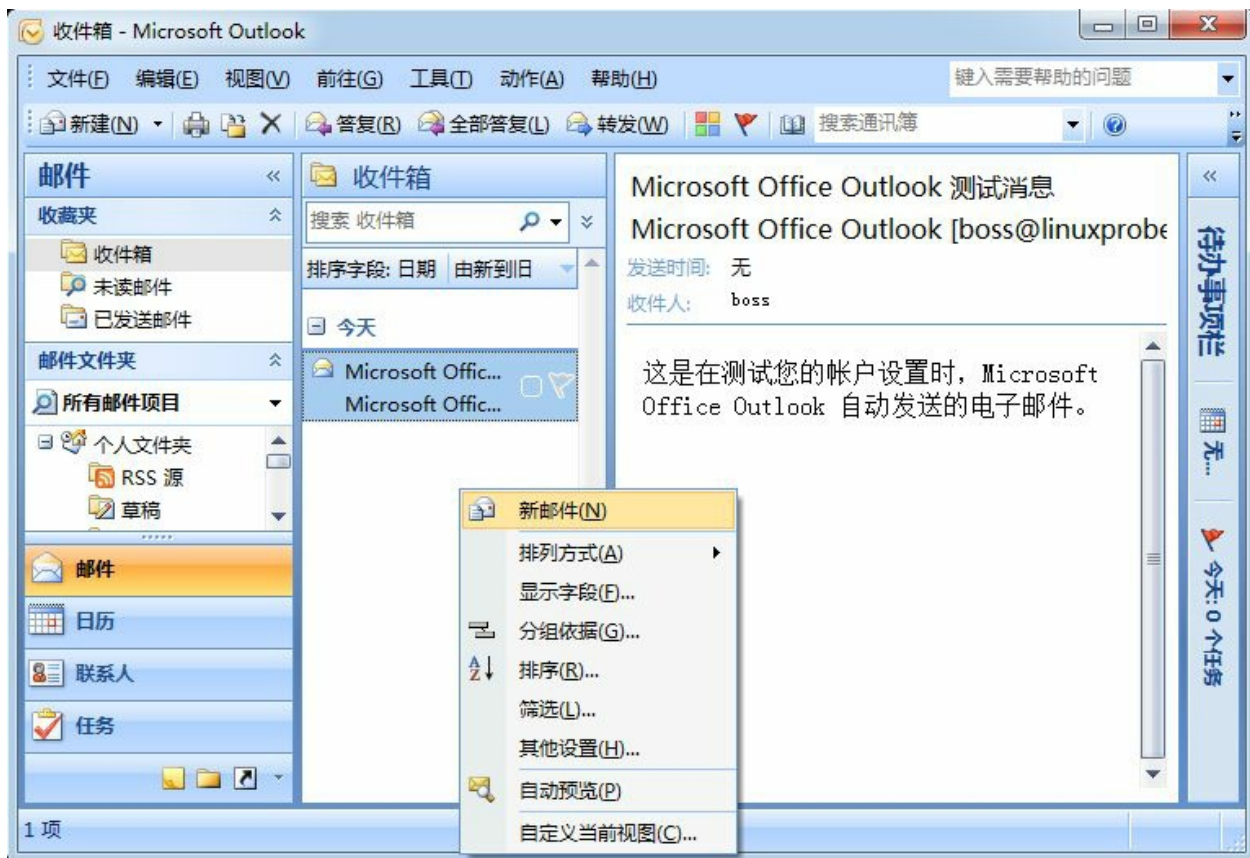 收件箱 - Microsoft Outlook
文件(F) 编辑(E) 视图(V) 前往(G) 工具(T) 动作(A) 帮助(H) 键入需要帮助的问题
新建(N) 答复(R) 全部答复(L) 转发(W) 搜索通讯簿
邮件
收藏夹
收件箱
未读邮件
已发送邮件
邮件文件夹
所有邮件项目
个人文件夹
RSS 源
草稿
邮件
日历
联系人
任务
收件箱
搜索 收件箱
排序字段: 日期 由新到旧
今天
Microsoft Offic...
Microsoft Offic...
Microsoft Office Outlook 测试消息
Microsoft Office Outlook [boss@linuxprobe
发送时间: 无
收件人: boss
这是在测试您的帐户设置时，Microsoft
Office Outlook 自动发送的电子邮件。
新邮件(N)
排列方式(A)
显示字段(F)...
分组依据(G)...
排序(R)...
筛选(L)...
其他设置(H)...
自动预览(P)
自定义当前视图(C)...
待办事项栏
无...
今天: 0 个任务
1 项